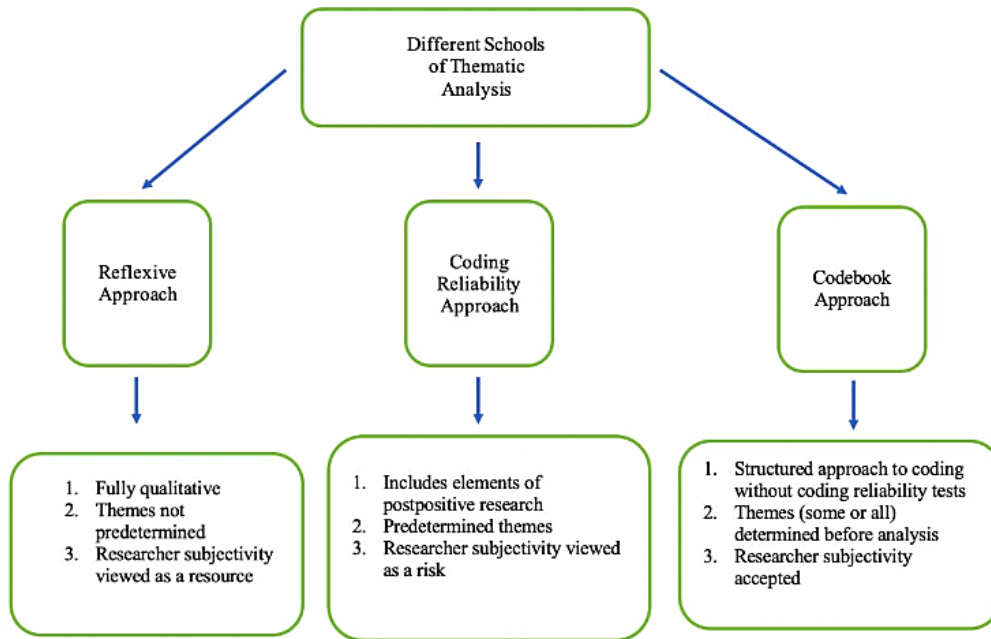 Different Schools
of Thematic
Analysis
Reflexive
Approach
Coding
Reliability
Approach
Codebook
Approach
1. Fully qualitative
2. Themes not
predetermined
3. Researcher subjectivity
viewed as a resource
1. Includes elements of
postpositive research
2. Predetermined themes
3. Researcher subjectivity viewed
as a risk
1. Structured approach to coding
without coding reliability tests
2. Themes (some or all)
determined before analysis
3. Researcher subjectivity
accepted